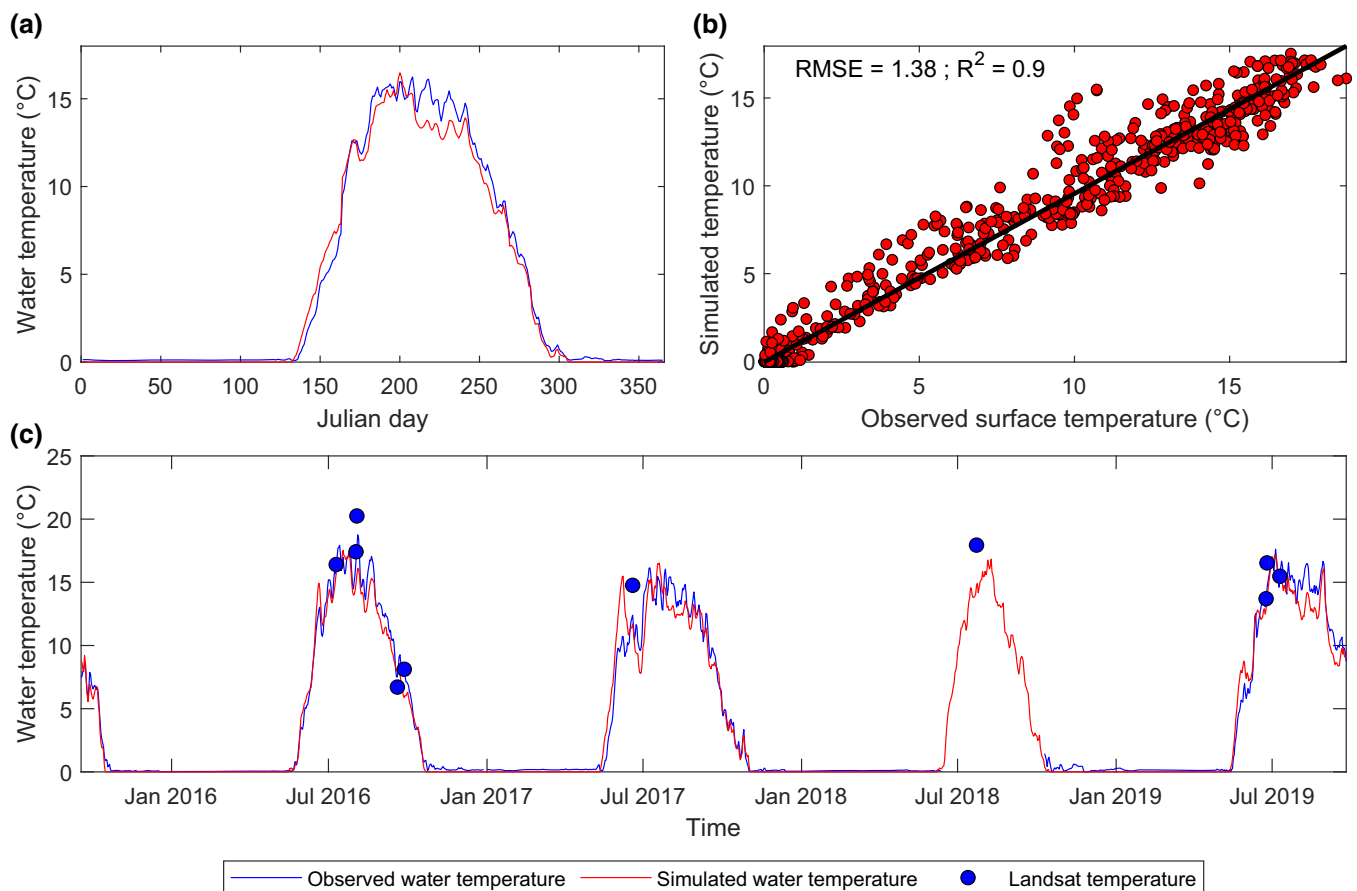 (a)
Water temperature (°C)
15
10
5
0
0 50 100 150 200 250 300 350
Julian day
(b)
RMSE = 1.38 ; R² = 0.9
Simulated temperature (°C)
15
10
5
0
0 5 10 15
Observed surface temperature (°C)
(c)
Water temperature (°C)
25
20
15
10
5
0
Jan 2016 Jul 2016 Jan 2017 Jul 2017 Jan 2018 Jul 2018 Jan 2019 Jul 2019
Time
Observed water temperature Simulated water temperature Landsat temperature